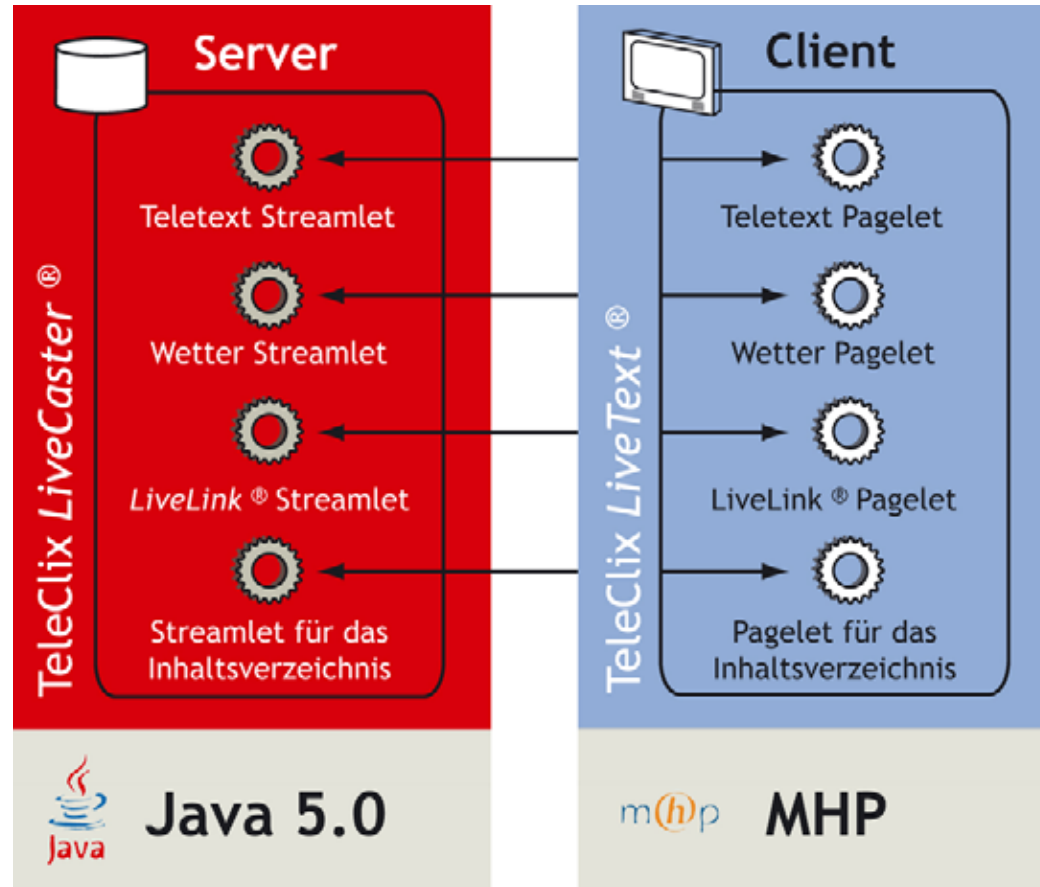 Server
TeleClix LiveCaster ®
Teletext Streamlet
Wetter Streamlet
LiveLink ® Streamlet
Streamlet für das
Inhaltsverzeichnis
Java
Java 5.0
Client
TeleClix LiveText ®
Teletext Pagelet
Wetter Pagelet
LiveLink ® Pagelet
Pagelet für das
Inhaltsverzeichnis
m(h)p
MHP